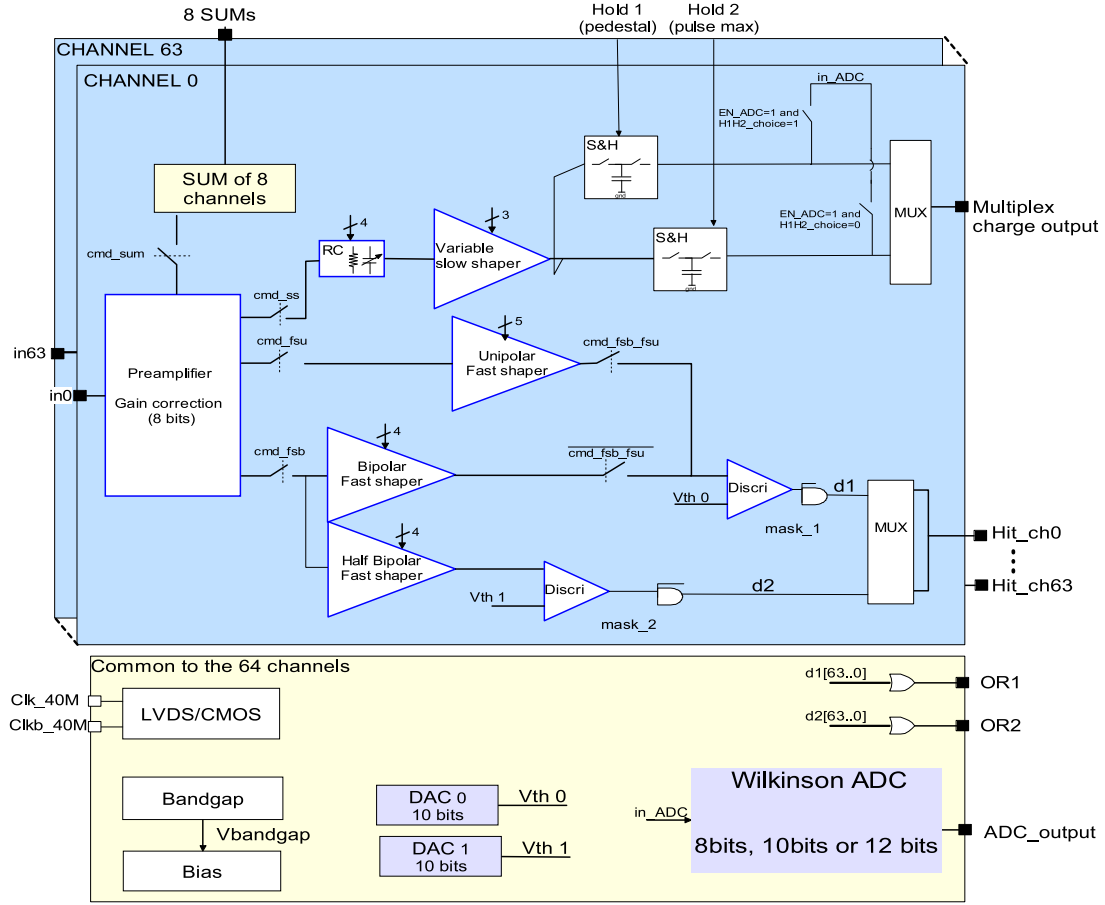 8 SUMs
Hold 1
(pedestal)
Hold 2
(pulse max)
CHANNEL 63
CHANNEL 0
in_ADC
EN_ADC=1 and
H1H2_choice=1
S&H
gnd
SUM of 8
channels
4
3
MUX
Multiplex
charge output
EN_ADC=1 and
H1H2_choice=0
cmd_sum
RC
Variable
slow shaper
S&H
gnd
cmd_ss
in63
cmd_fsu
5
Unipolar
Fast shaper
cmd_fsb_fsu
Preamplifier
Gain correction
(8 bits)
in0
cmd_fsb
4
Bipolar
Fast shaper
cmd_fsb_fsu
Vth 0
Discri
d1
mask_1
MUX
Hit_ch0
4
Half Bipolar
Fast shaper
Vth 1
Discri
d2
mask_2
Hit_ch63
Common to the 64 channels
Clk_40M
Clkb_40M
LVDS/CMOS
d1[63..0]
OR1
d2[63..0]
OR2
Bandgap
Vbandgap
Bias
DAC 0
10 bits
Vth 0
DAC 1
10 bits
Vth 1
in_ADC
Wilkinson ADC
8bits, 10bits or 12 bits
ADC_output